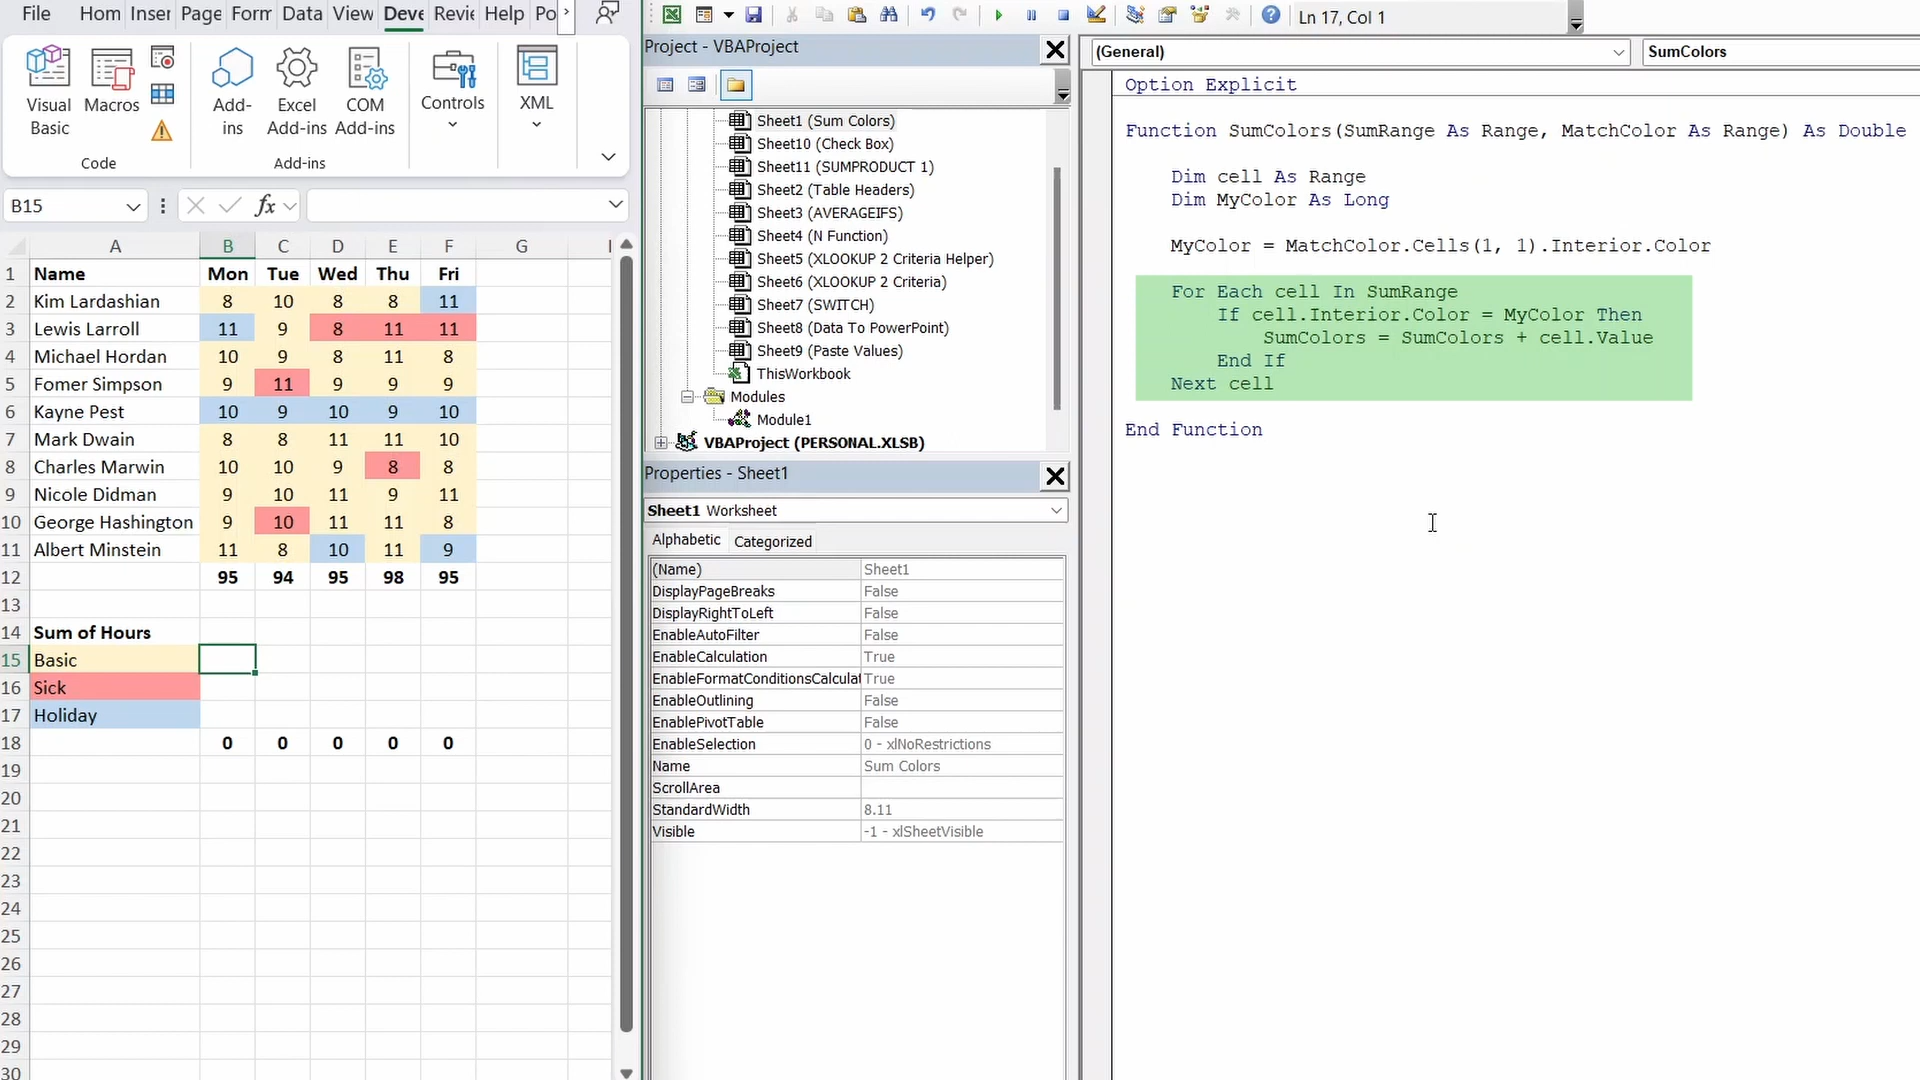 File Hom Inser Page Form Data View Deve Revie Help Po
Visual Basic
Macros
Code
Add-ins
Excel Add-ins
COM Add-ins
Add-ins
Controls
XML
B15
fx
A B C D E F G
1 Name Mon Tue Wed Thu Fri
2 Kim Lardashian 8 10 8 8 11
3 Lewis Larroll 11 9 8 11 11
4 Michael Hordan 10 9 8 11 8
5 Fomer Simpson 9 11 9 9 9
6 Kayne Pest 10 9 10 9 10
7 Mark Dwain 8 8 11 11 10
8 Charles Marwin 10 10 9 8 8
9 Nicole Didman 9 10 11 9 11
10 George Hashington 9 10 11 11 8
11 Albert Minstein 11 8 10 11 9
12 95 94 95 98 95
13
14 Sum of Hours
15 Basic
16 Sick
17 Holiday
18 0 0 0 0 0
19
20
21
22
23
24
25
26
27
28
29
30
Ln 17, Col 1
Project - VBAProject
Sheet1 (Sum Colors)
Sheet10 (Check Box)
Sheet11 (SUMPRODUCT 1)
Sheet2 (Table Headers)
Sheet3 (AVERAGEIFS)
Sheet4 (N Function)
Sheet5 (XLOOKUP 2 Criteria Helper)
Sheet6 (XLOOKUP 2 Criteria)
Sheet7 (SWITCH)
Sheet8 (Data To PowerPoint)
Sheet9 (Paste Values)
ThisWorkbook
Modules
Module1
VBAProject (PERSONAL.XLSB)
Properties - Sheet1
Sheet1 Worksheet
Alphabetic Categorized
(Name) Sheet1
DisplayPageBreaks False
DisplayRightToLeft False
EnableAutoFilter False
EnableCalculation True
EnableFormatConditionsCalculat True
EnableOutlining False
EnablePivotTable False
EnableSelection 0 - xlNoRestrictions
Name Sum Colors
ScrollArea
StandardWidth 8.11
Visible -1 - xlSheetVisible
(General) SumColors
Option Explicit
Function SumColors(SumRange As Range, MatchColor As Range) As Double
Dim cell As Range
Dim MyColor As Long
MyColor = MatchColor.Cells(1, 1).Interior.Color
For Each cell In SumRange
If cell.Interior.Color = MyColor Then
SumColors = SumColors + cell.Value
End If
Next cell
End Function